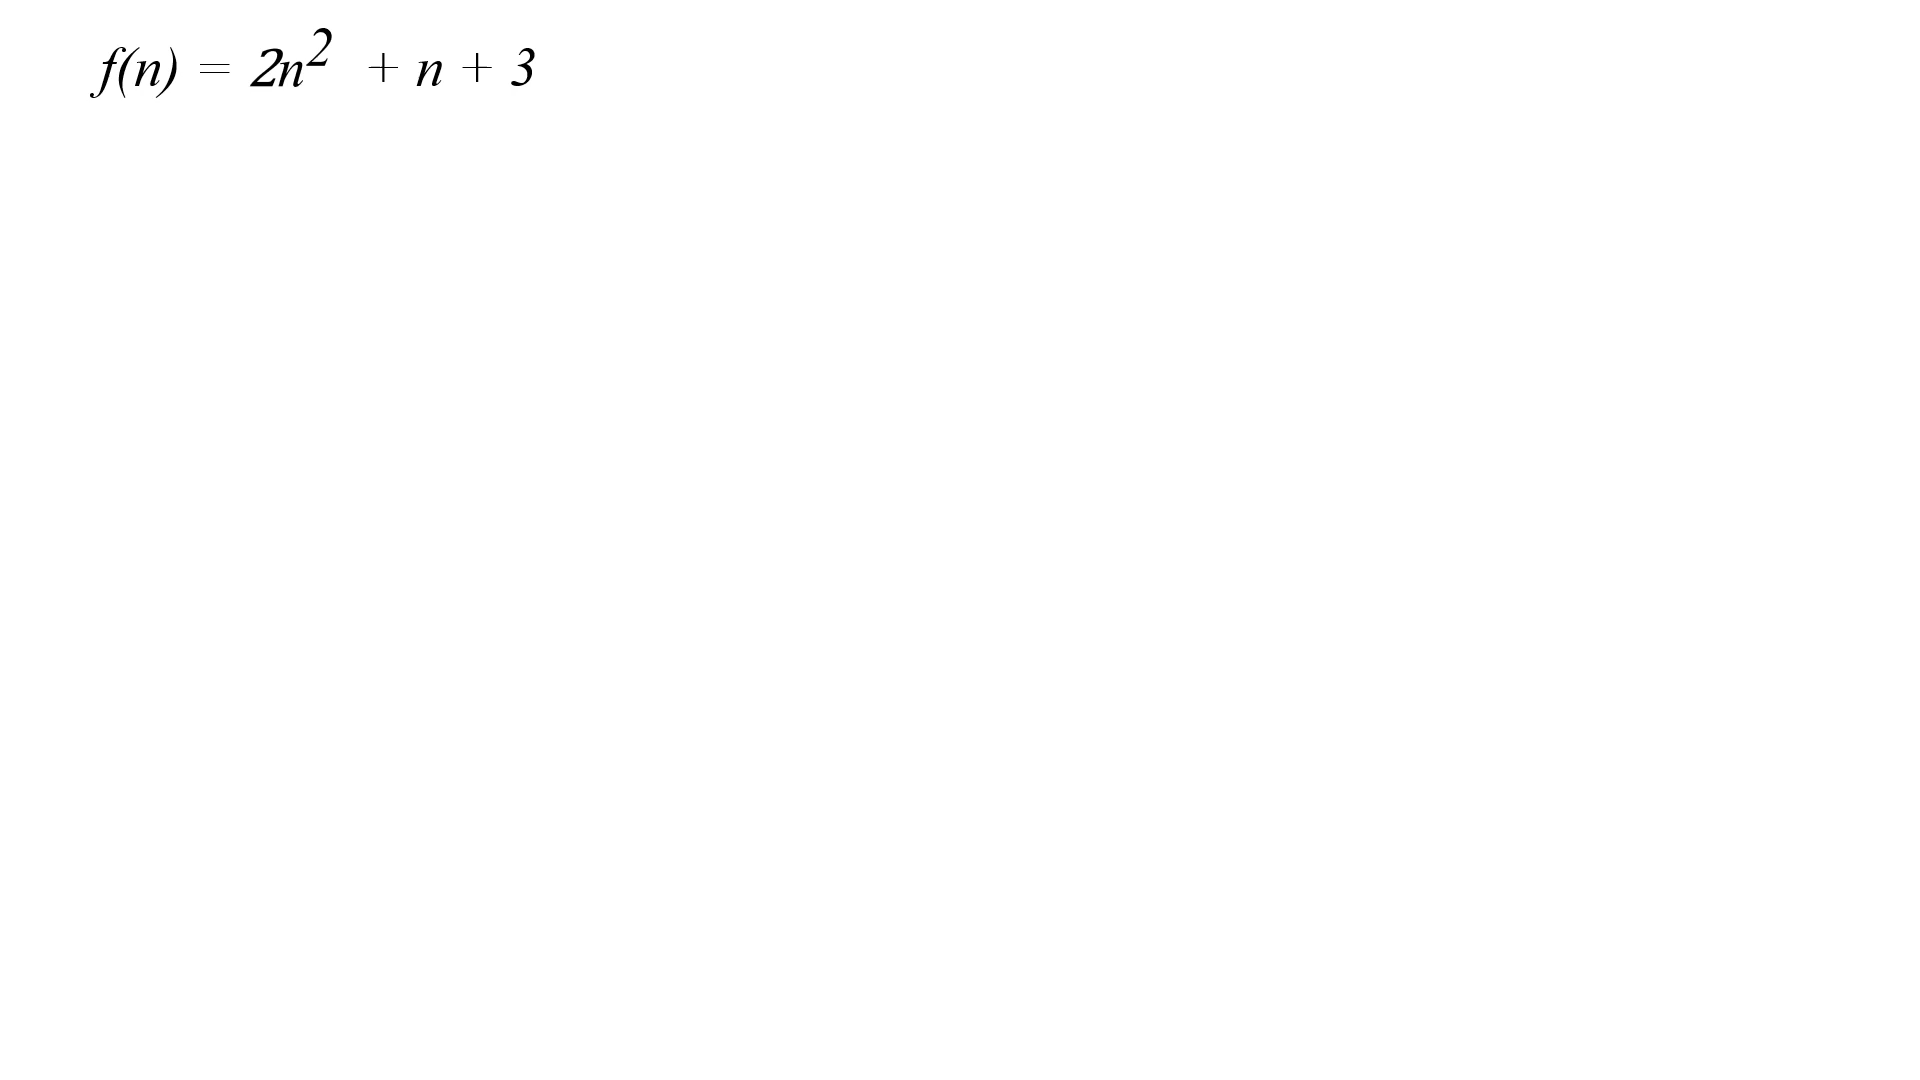 f(n) = 2n² + n + 3